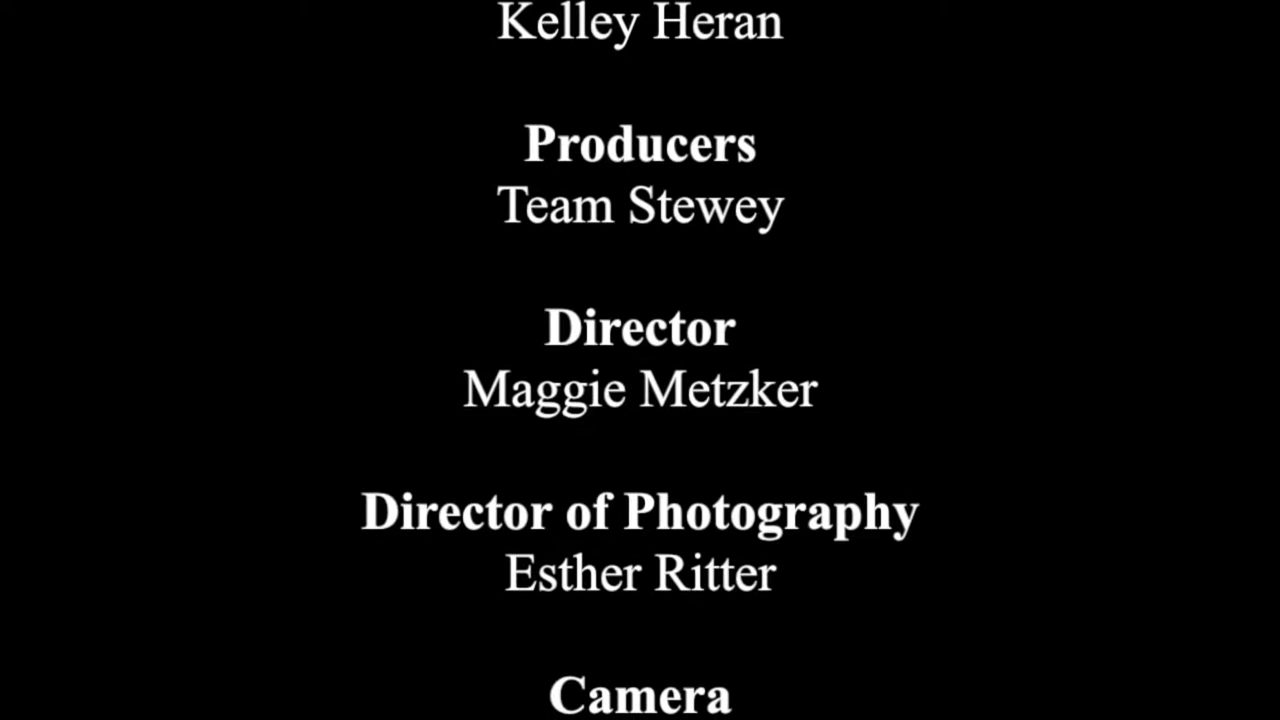 Kelley Heran
Producers
Team Stewey
Director
Maggie Metzker
Director of Photography
Esther Ritter
Camera